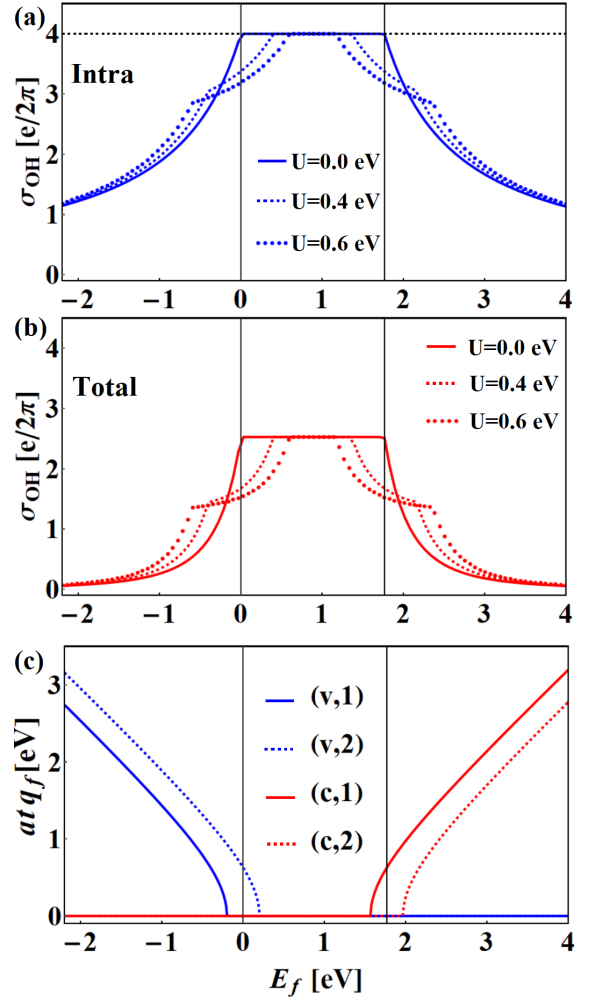 (a)
4
3
2
1
0
σOH [e/2π]
Intra
U=0.0 eV
U=0.4 eV
U=0.6 eV
−2 −1 0 1 2 3 4
(b)
4
3
2
1
0
σOH [e/2π]
Total
U=0.0 eV
U=0.4 eV
U=0.6 eV
−2 −1 0 1 2 3 4
(c)
3
2
1
0
atqf[eV]
(v,1)
(v,2)
(c,1)
(c,2)
−2 −1 0 1 2 3 4
Ef [eV]